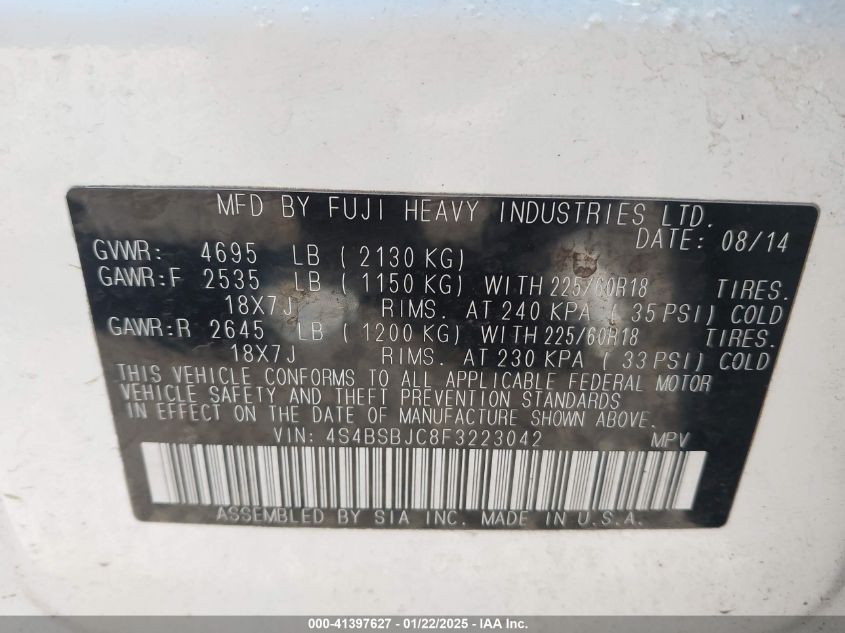 MFD BY FUJI HEAVY INDUSTRIES LTD.
DATE: 08/14
GVWR: 4695 LB ( 2130 KG)
GAWR:F 2535 LB ( 1150 KG) WITH 225/60R18 TIRES.
18X7J RIMS. AT 240 KPA ( 35 PSI) COLD
GAWR:R 2645 LB ( 1200 KG) WITH 225/60R18 TIRES.
18X7J RIMS. AT 230 KPA ( 33 PSI) COLD
THIS VEHICLE CONFORMS TO ALL APPLICABLE FEDERAL MOTOR
VEHICLE SAFETY AND THEFT PREVENTION STANDARDS
IN EFFECT ON THE DATE OF MANUFACTURE SHOWN ABOVE.
VIN: 4S4BSBJC8F3223042 MPV
ASSEMBLED BY SIA INC. MADE IN U.S.A.
000-41397627 - 01/22/2025 - IAA Inc.